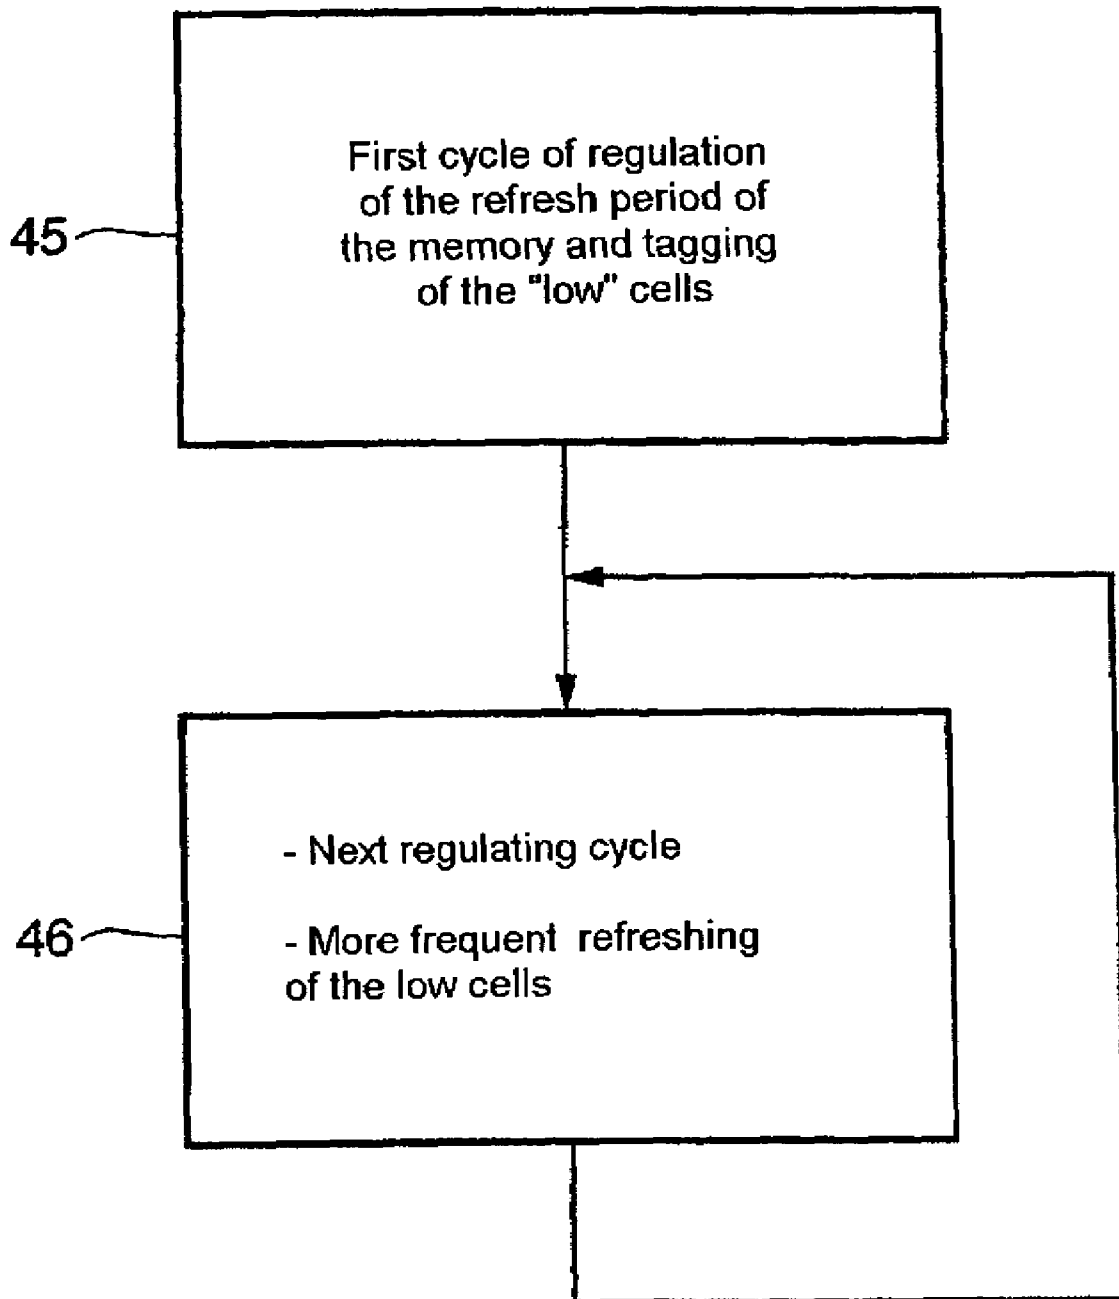 First cycle of regulation
of the refresh period of
45
the memory and tagging
of the "low" cells
- Next regulating cycle
46
- More frequent refreshing
of the low cells